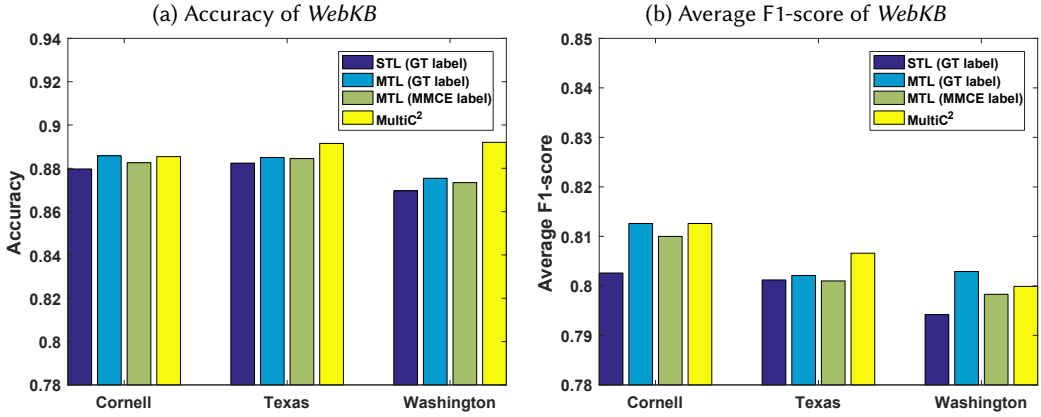 (a) Accuracy of WebKB
0.94
0.92
0.9
0.88
0.86
0.84
0.82
0.8
0.78
Accuracy
STL (GT label)
MTL (GT label)
MTL (MMCE label)
MultiC²
Cornell
Texas
Washington
(b) Average F1-score of WebKB
0.85
0.84
0.83
0.82
0.81
0.8
0.79
0.78
Average F1-score
STL (GT label)
MTL (GT label)
MTL (MMCE label)
MultiC²
Cornell
Texas
Washington